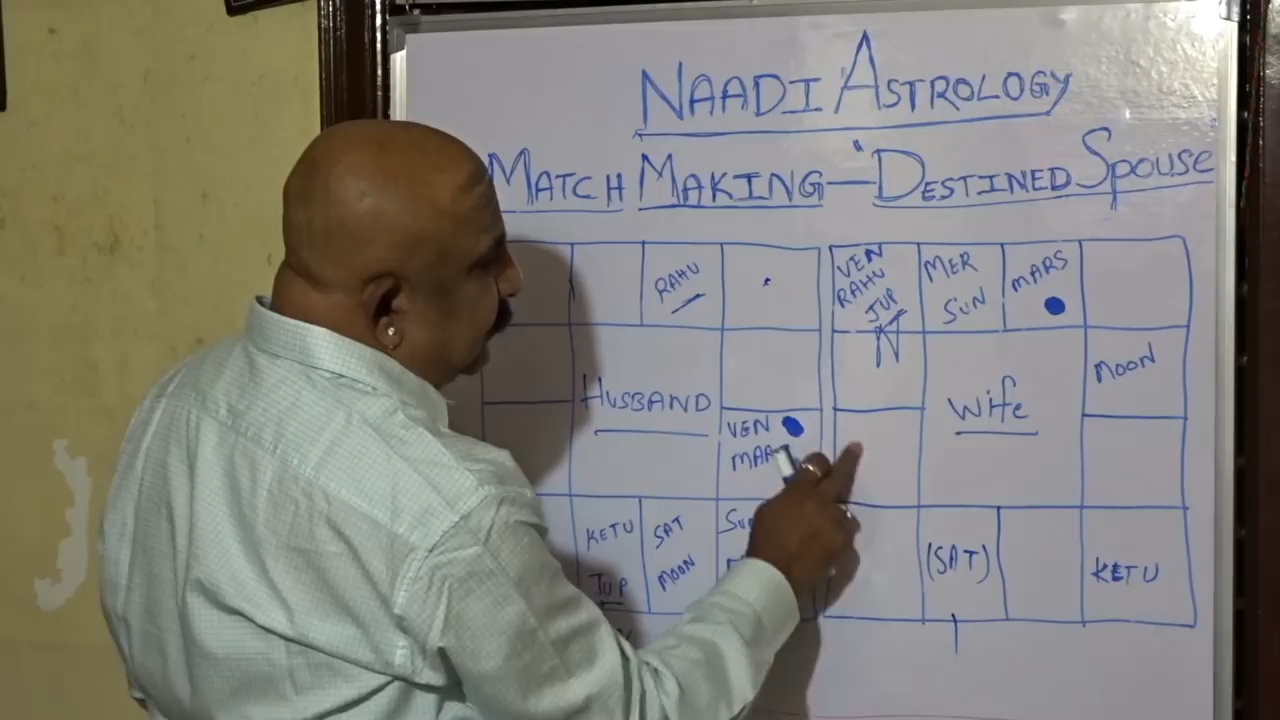 NAADI ASTROLOGY
MATCH MAKING — "DESTINED SPOUSE
RAHU
HUSBAND
VEN
KETU
JUP
SAT
MOON
VEN
RAHU
JUP
N
MER
SUN
MARS
MOON
Wife
(SAT)
KETU